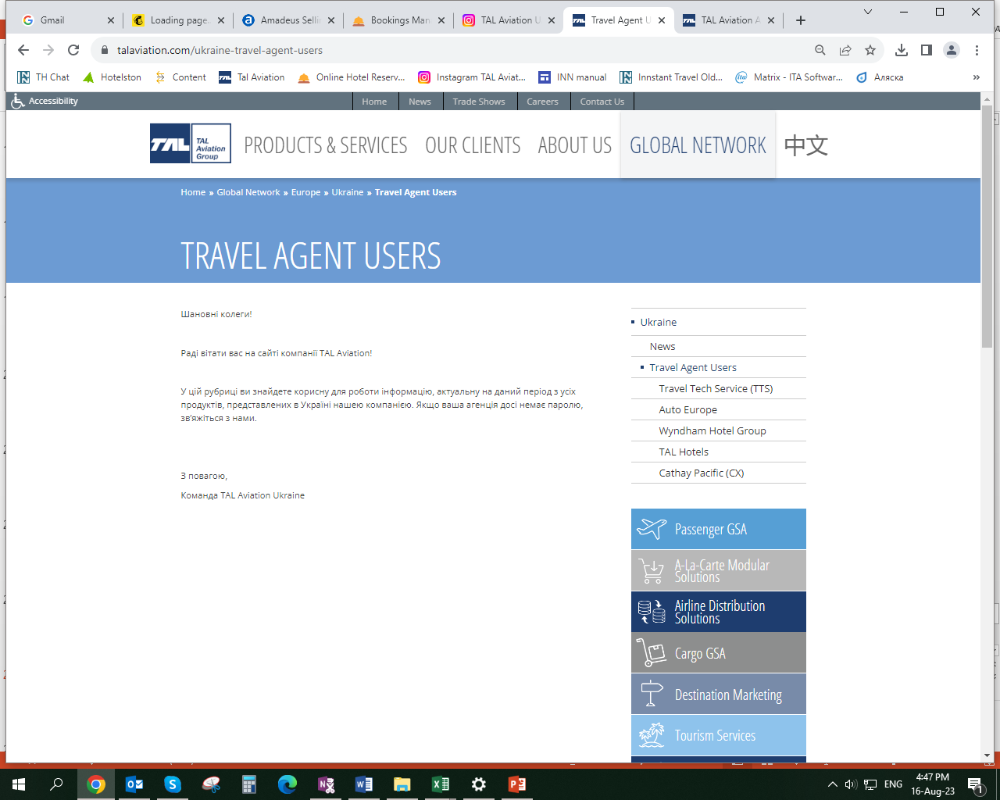 Gmail
Loading page.
Amadeus Sellin
Bookings Man
TAL Aviation U
Travel Agent U
TAL Aviation A
talaviation.com/ukraine-travel-agent-users
TH Chat
Hotelston
Content
Tal Aviation
Online Hotel Reserv...
Instagram TAL Aviat...
INN manual
Innstant Travel Old...
Matrix - ITA Softwar...
Аляска
»
Accessibility
Home
News
Trade Shows
Careers
Contact Us
TAL
TAL
Aviation
Group
PRODUCTS & SERVICES
OUR CLIENTS
ABOUT US
GLOBAL NETWORK
中文
Home » Global Network » Europe » Ukraine » Travel Agent Users
TRAVEL AGENT USERS
Шановні колеги!
Раді вітати вас на сайті компанії TAL Aviation!
У цій рубриці ви знайдете корисну для роботи інформацію, актуальну на даний період з усіх
продуктів, представлених в Україні нашею компанією. Якщо ваша агенція досі немає паролю,
зв'яжіться з нами.
З повагою,
Команда TAL Aviation Ukraine
Ukraine
News
Travel Agent Users
Travel Tech Service (TTS)
Auto Europe
Wyndham Hotel Group
TAL Hotels
Cathay Pacific (CX)
Passenger GSA
A-La-Carte Modular
Solutions
Airline Distribution
Solutions
Cargo GSA
Destination Marketing
Tourism Services
ENG
4:47 PM
16-Aug-23
1